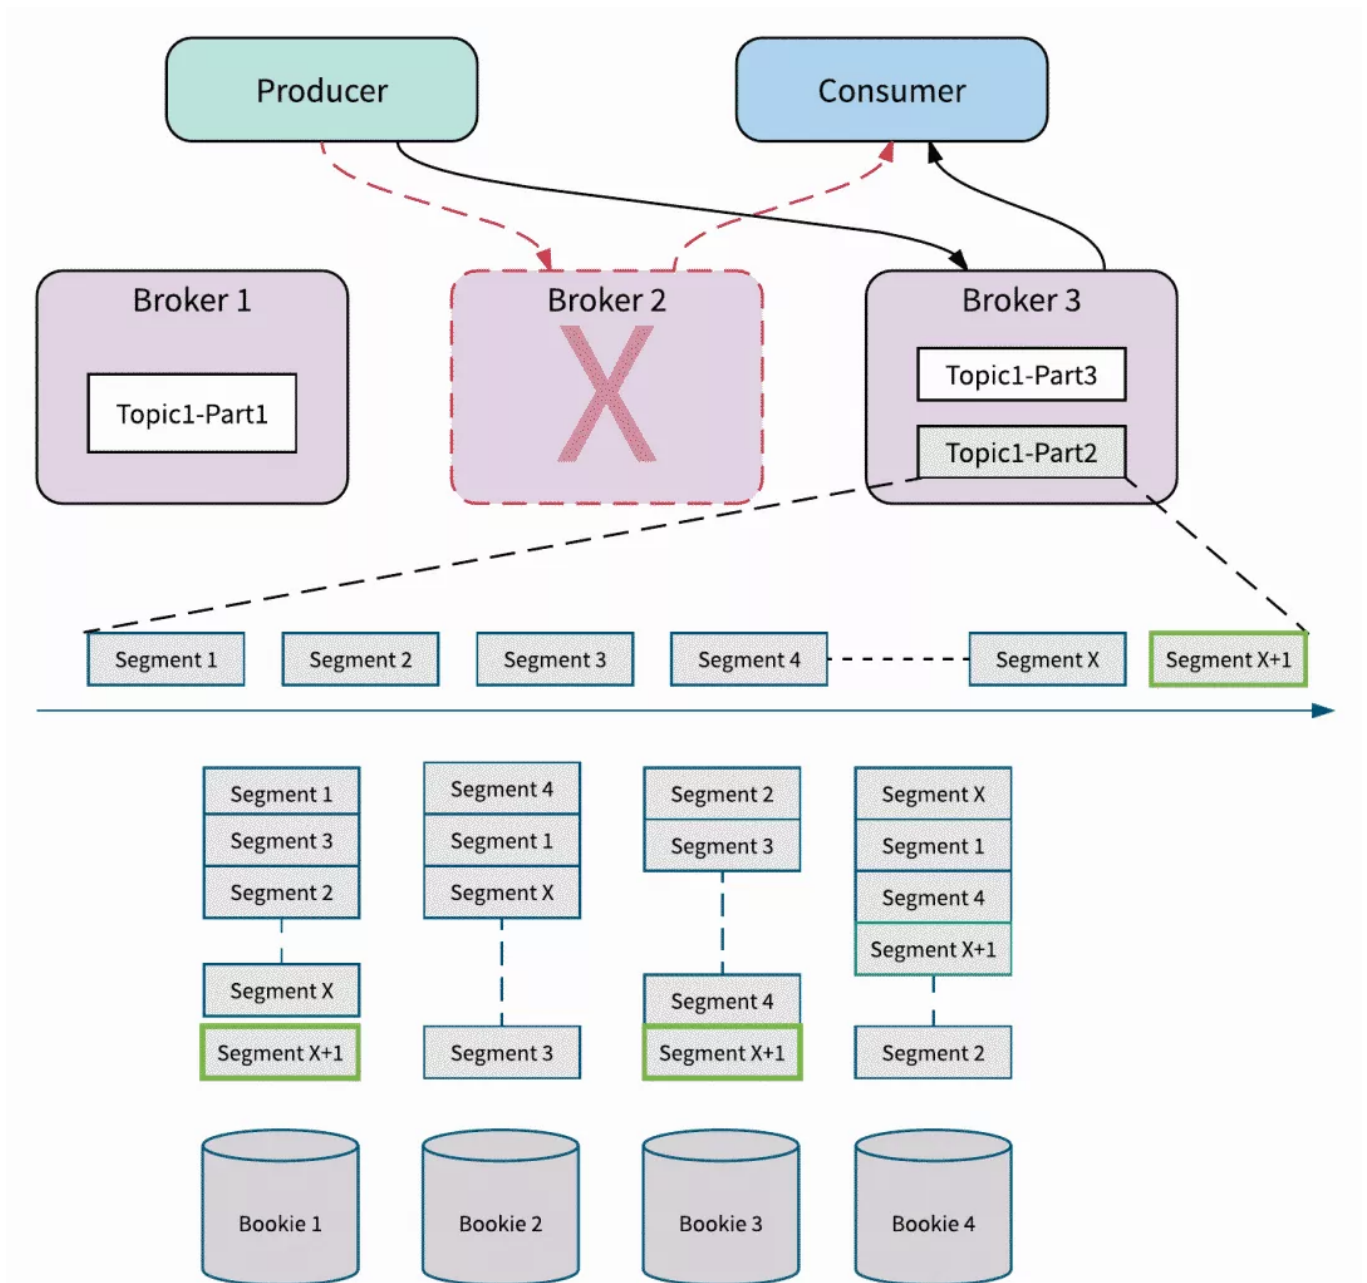 Producer
Consumer
Broker 1
Broker 2
Broker 3
X
Topic1-Part1
Topic1-Part3
Topic1-Part2
Segment 1
Segment 2
Segment 3
Segment 4
Segment X
Segment X+1
Segment 1
Segment 3
Segment 2
Segment X
Segment X+1
Segment 4
Segment 1
Segment X
Segment 3
Segment 2
Segment 3
Segment 4
Segment X+1
Segment X
Segment 1
Segment 4
Segment X+1
Segment 2
Bookie 1
Bookie 2
Bookie 3
Bookie 4